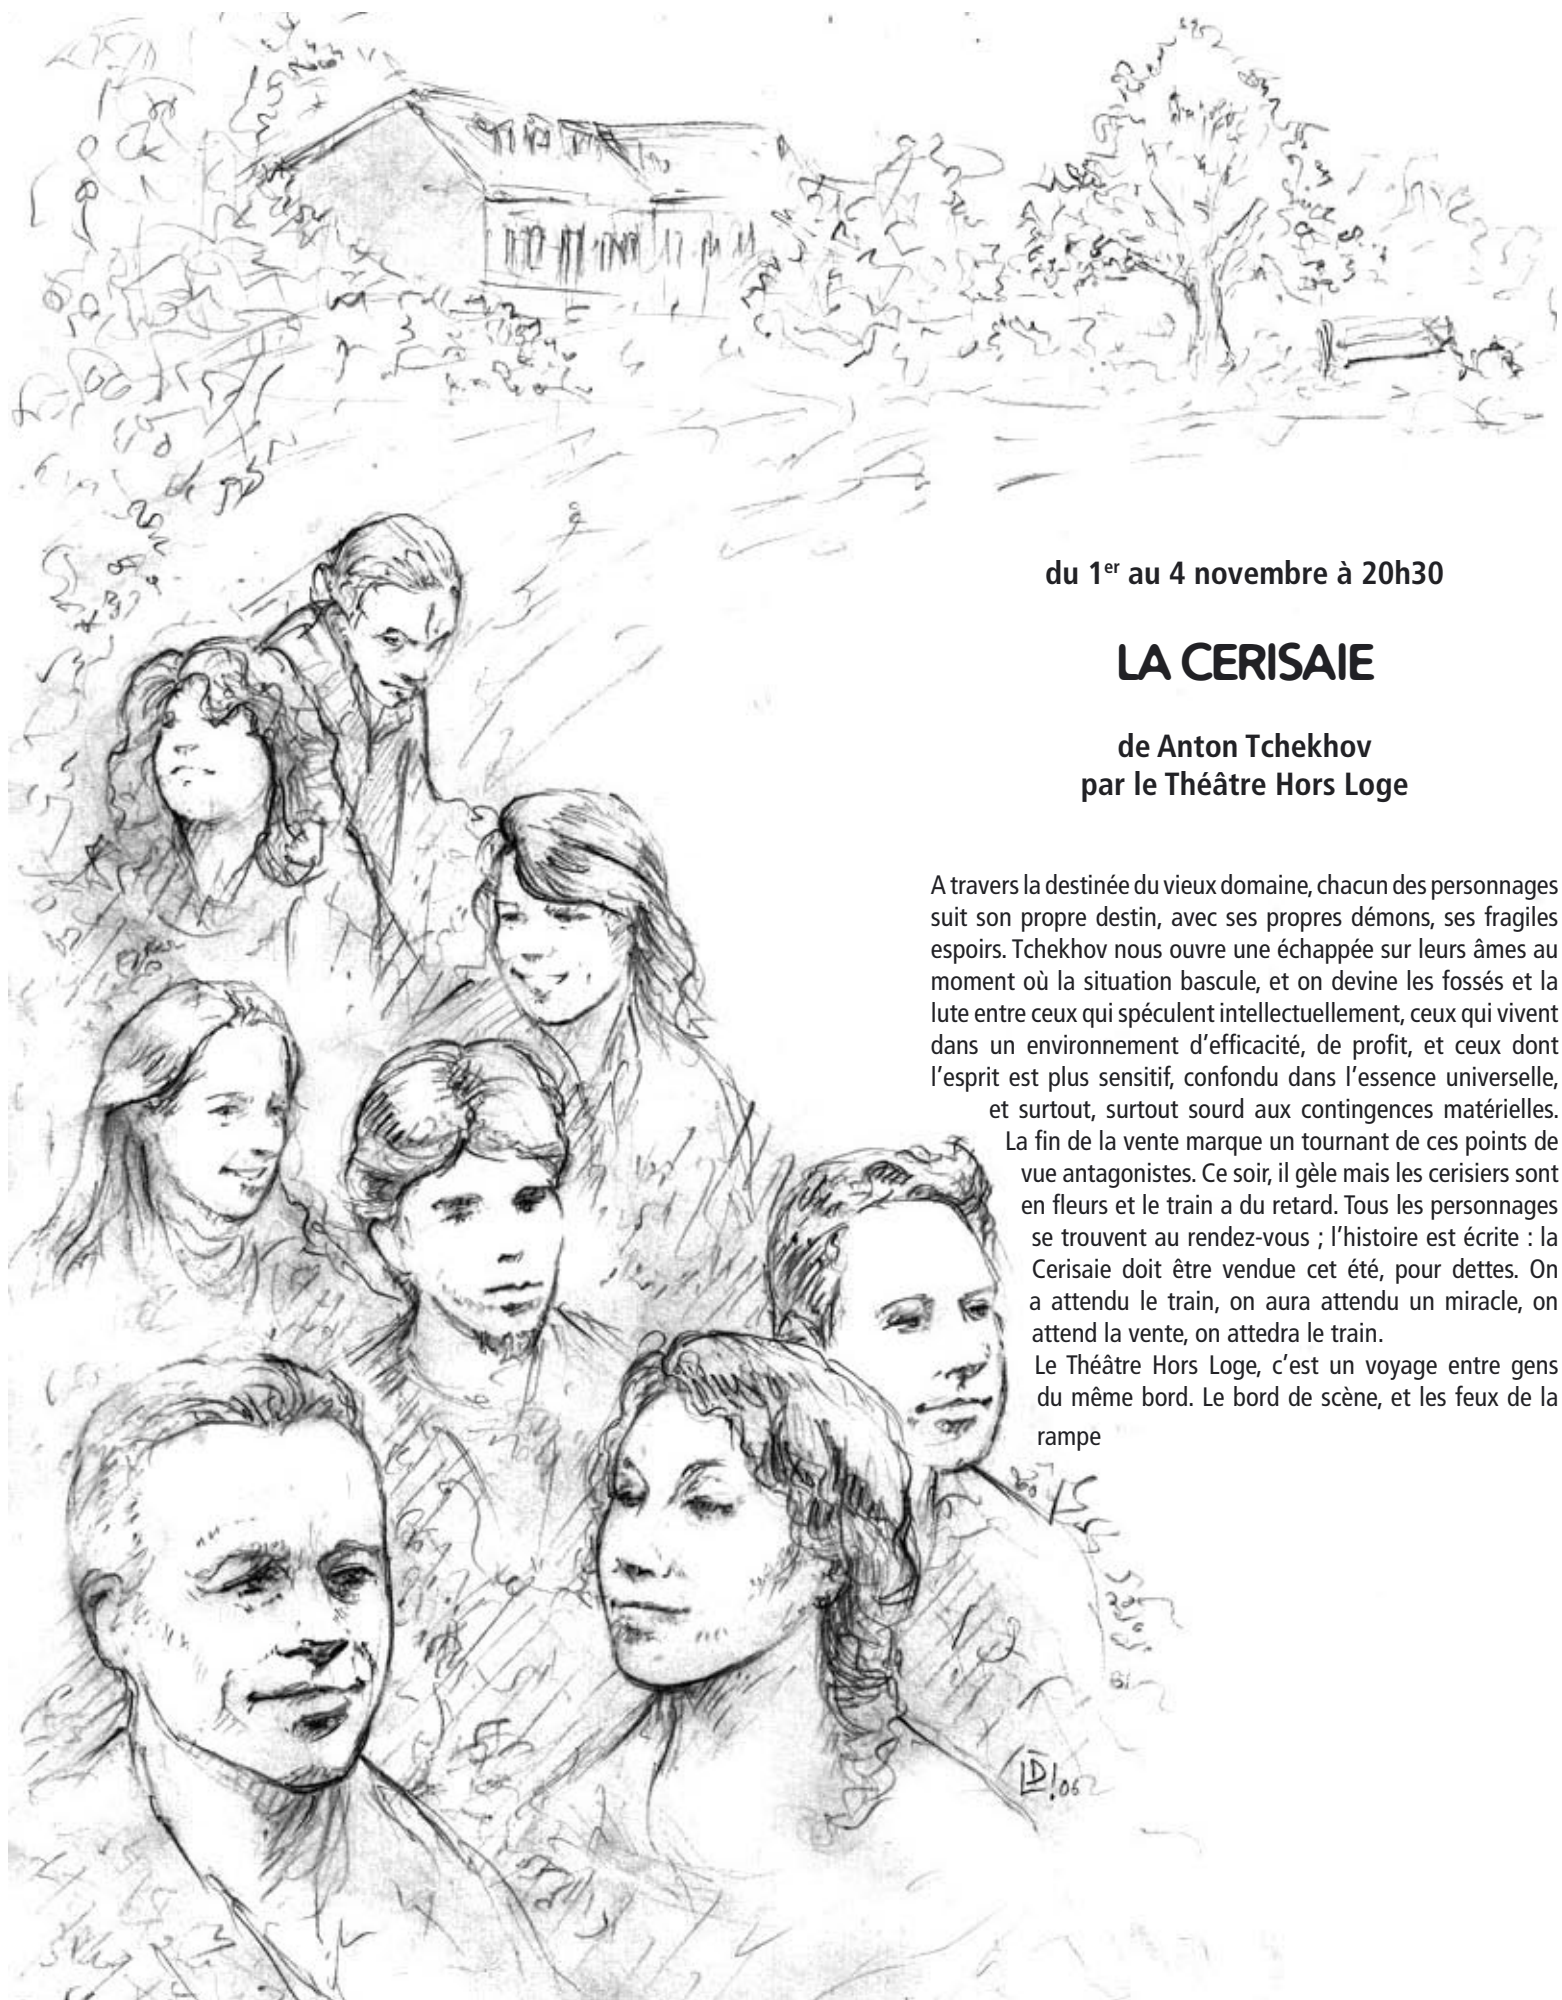 du 1er au 4 novembre à 20h30
LA CERISAIE
de Anton Tchekhov
par le Théâtre Hors Loge
A travers la destinée du vieux domaine, chacun des personnages
suit son propre destin, avec ses propres démons, ses fragiles
espoirs. Tchekhov nous ouvre une échappée sur leurs âmes au
moment où la situation bascule, et on devine les fossés et la
lute entre ceux qui spéculent intellectuellement, ceux qui vivent
dans un environnement d’efficacité, de profit, et ceux dont
l’esprit est plus sensitif, confondu dans l’essence universelle,
et surtout, surtout sourd aux contingences matérielles.
La fin de la vente marque un tournant de ces points de
vue antagonistes. Ce soir, il gèle mais les cerisiers sont
en fleurs et le train a du retard. Tous les personnages
se trouvent au rendez-vous ; l’histoire est écrite : la
Cerisaie doit être vendue cet été, pour dettes. On
a attendu le train, on aura attendu un miracle, on
attend la vente, on attedra le train.
Le Théâtre Hors Loge, c’est un voyage entre gens
du même bord. Le bord de scène, et les feux de la
rampe
LD!06